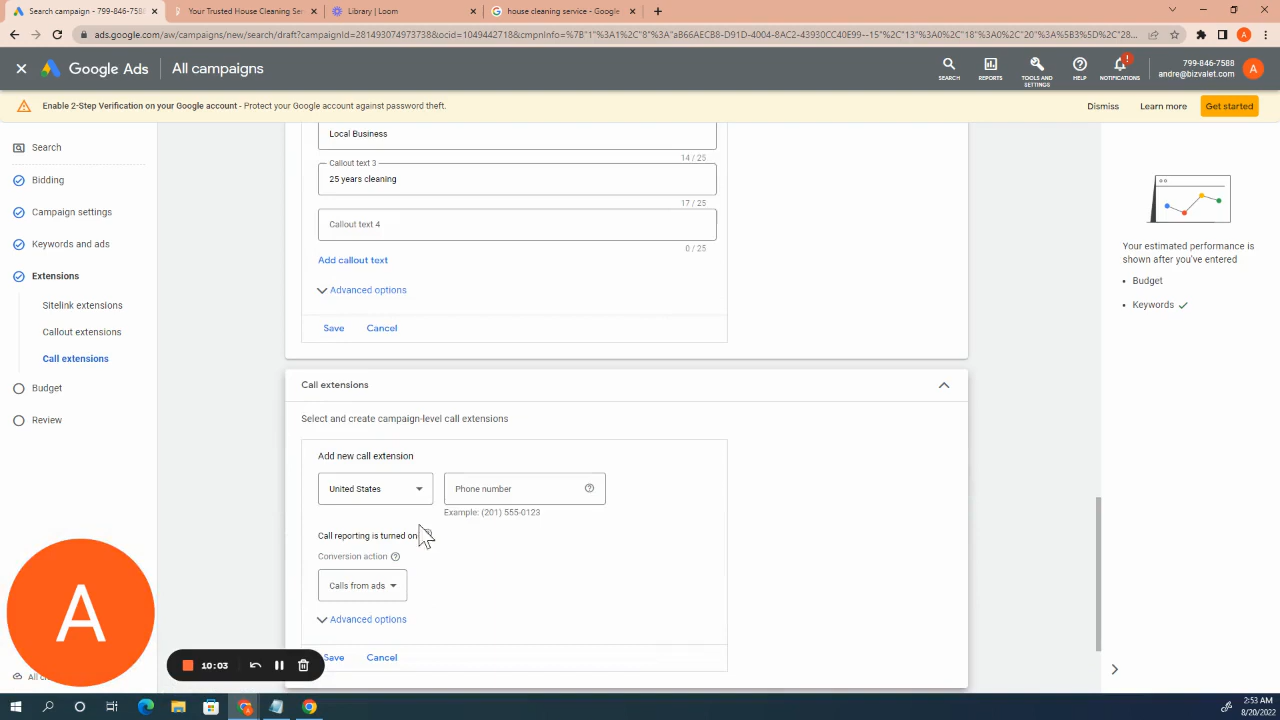 Search campaign - 799-846-7588
Your Trusted House Cleaning Ser
Library | Loom
house cleaning service - Google
ads.google.com/aw/campaigns/new/search/draft?campaignId=281493074973738&ocid=1049442718&cmpnInfo=%7B"1"%3A1%2C"8"%3A"aB66AECB8-D91D-4004-8AC2-43930CC40E99--15"%2C"13"%3A0%2C"18"%3A0%2C"20"%3A%5B3%5D%2C"28...
A
Google Ads
All campaigns
SEARCH
REPORTS
TOOLS AND SETTINGS
HELP
!
NOTIFICATIONS
799-846-7588
andre@bizvalet.com
A
Enable 2-Step Verification on your Google account - Protect your Google account against password theft.
Dismiss
Learn more
Get started
Search
Bidding
Campaign settings
Keywords and ads
Extensions
Sitelink extensions
Callout extensions
Call extensions
Budget
Review
Local Business
14 / 25
Callout text 3
25 years cleaning
17 / 25
Callout text 4
0 / 25
Add callout text
Advanced options
Save
Cancel
Call extensions
Select and create campaign-level call extensions
Add new call extension
United States
Phone number
Example: (201) 555-0123
Call reporting is turned on
Conversion action
Calls from ads
Advanced options
Save
Cancel
Your estimated performance is
shown after you've entered
• Budget
• Keywords
A
10:03
2:53 AM
8/20/2022